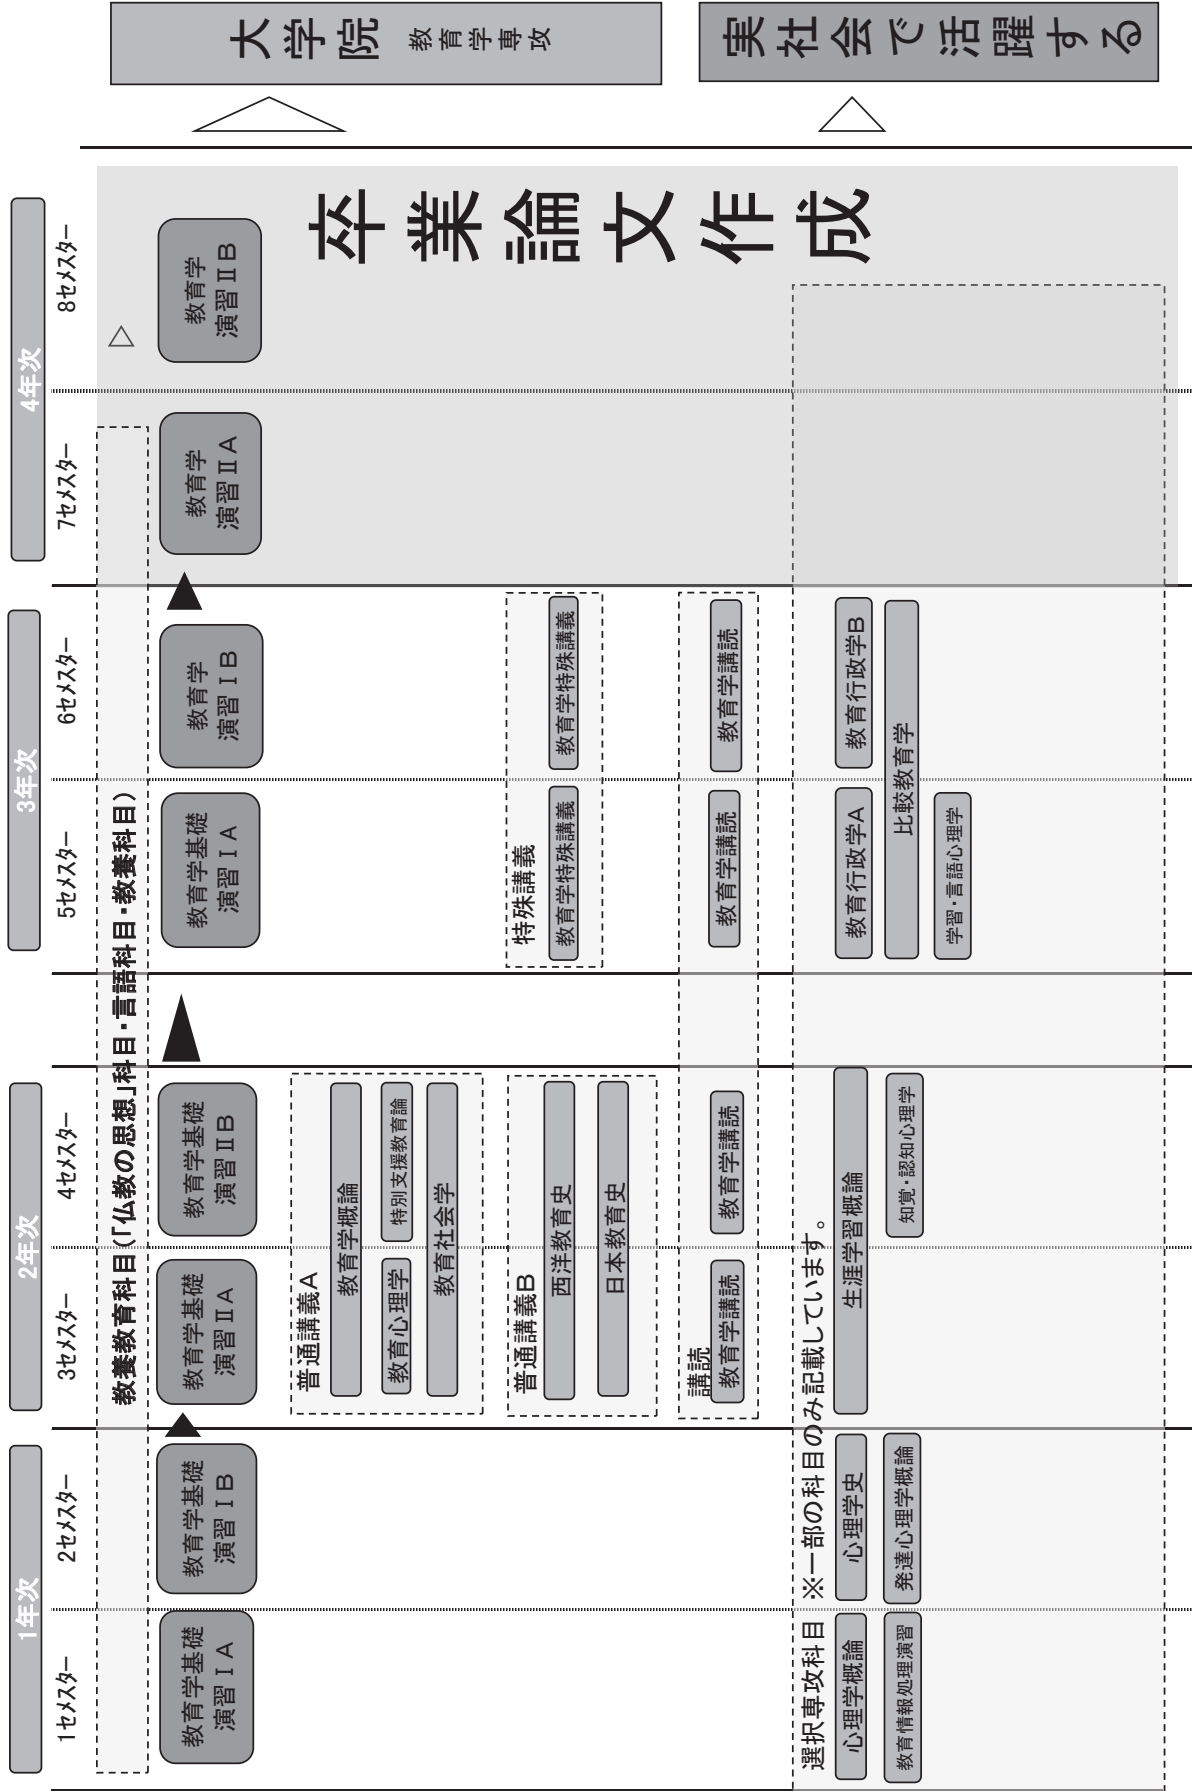 1年次
2年次
3年次
4年次
1セメスター
2セメスター
3セメスター
4セメスター
5セメスター
6セメスター
7セメスター
8セメスター
教養教育科目(「仏教の思想」科目・言語科目・教養科目)
教育学基礎
演習ⅠA
教育学基礎
演習ⅠB
教育学基礎
演習ⅡA
教育学基礎
演習ⅡB
教育学基礎
演習ⅠA
教育学
演習ⅠB
教育学
演習ⅡA
教育学
演習ⅡB
普通講義A
教育学概論
教育心理学
特別支援教育論
教育社会学
普通講義B
西洋教育史
日本教育史
特殊講義
教育学特殊講義
教育学特殊講義
講読
教育学講読
教育学講読
教育学講読
教育学講読
選択専攻科目 ※一部の科目のみ記載しています。
心理学概論
心理学史
生涯学習概論
教育行政学A
教育行政学B
教育情報処理演習
発達心理学概論
知覚・認知心理学
比較教育学
学習・言語心理学
卒業論文作成
大学院 教育学専攻
実社会で活躍する